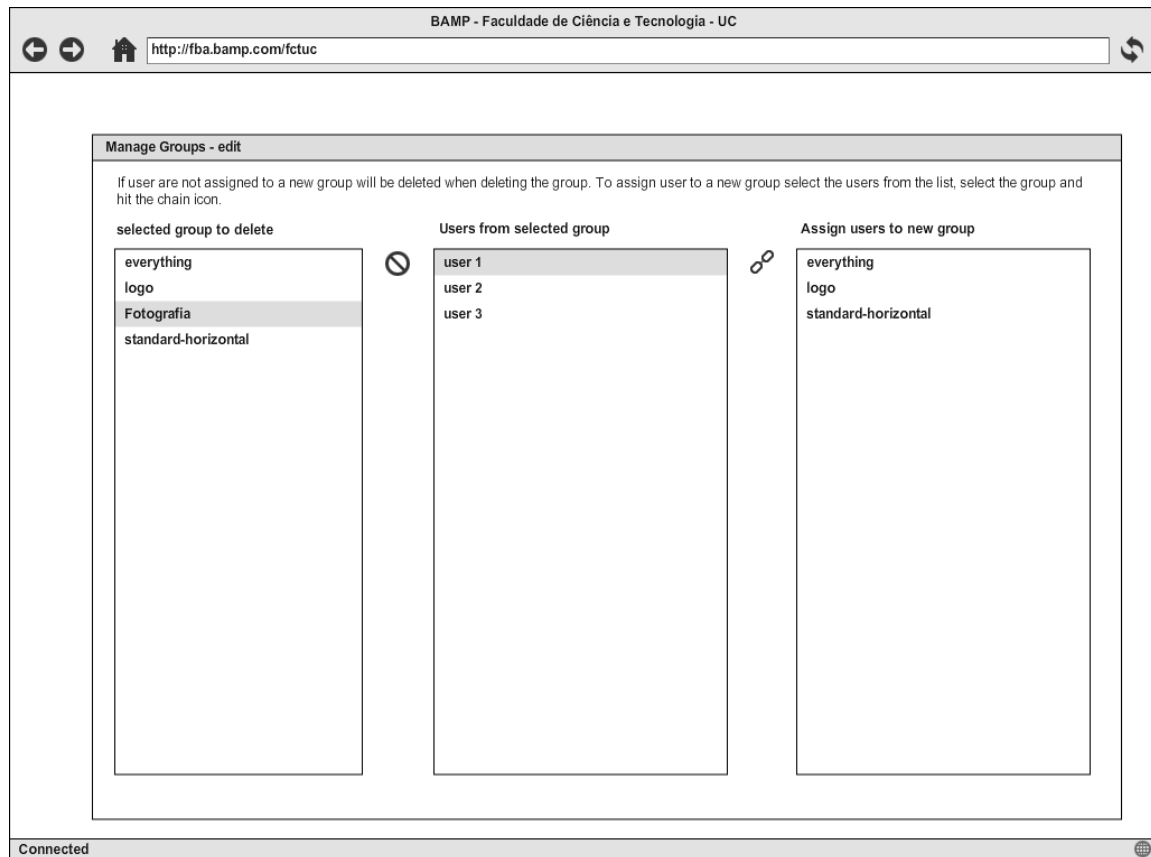 BAMP - Faculdade de Ciência e Tecnologia - UC
http://fba.bamp.com/fctuc
Manage Groups - edit
If user are not assigned to a new group will be deleted when deleting the group. To assign user to a new group select the users from the list, select the group and
hit the chain icon.
selected group to delete
everything
logo
Fotografia
standard-horizontal
Users from selected group
user 1
user 2
user 3
Assign users to new group
everything
logo
standard-horizontal
Connected